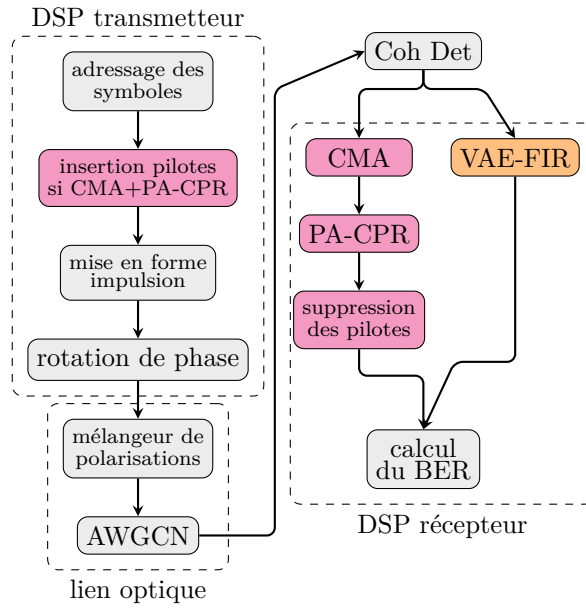 DSP transmetteur
adressage des
symboles
insertion pilotes
si CMA+PA-CPR
mise en forme
impulsion
rotation de phase
mélangeur de
polarisations
AWGCN
lien optique
Coh Det
CMA
VAE-FIR
PA-CPR
suppression
des pilotes
calcul
du BER
DSP récepteur